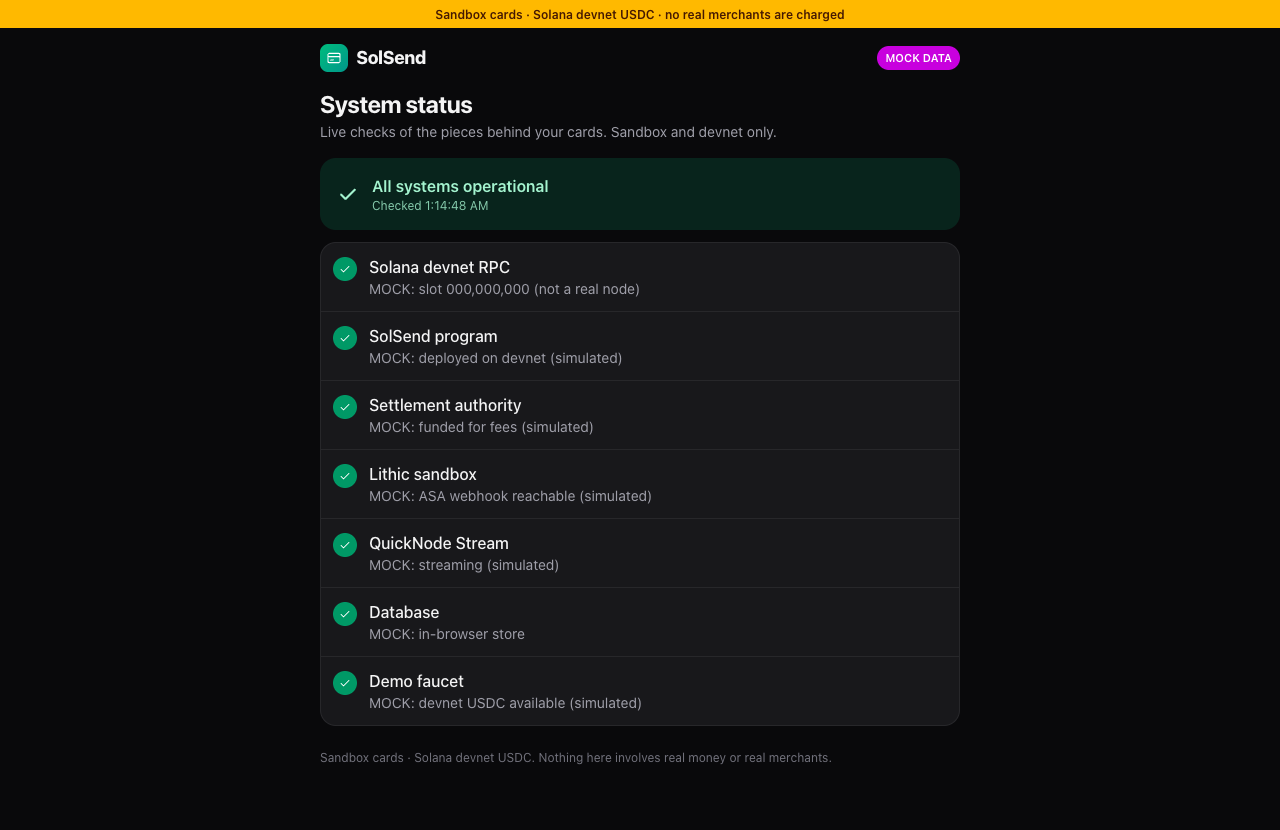 Sandbox cards · Solana devnet USDC · no real merchants are charged
SolSend
MOCK DATA
System status
Live checks of the pieces behind your cards. Sandbox and devnet only.
All systems operational
Checked 1:14:48 AM
Solana devnet RPC
MOCK: slot 000,000,000 (not a real node)
SolSend program
MOCK: deployed on devnet (simulated)
Settlement authority
MOCK: funded for fees (simulated)
Lithic sandbox
MOCK: ASA webhook reachable (simulated)
QuickNode Stream
MOCK: streaming (simulated)
Database
MOCK: in-browser store
Demo faucet
MOCK: devnet USDC available (simulated)
Sandbox cards · Solana devnet USDC. Nothing here involves real money or real merchants.